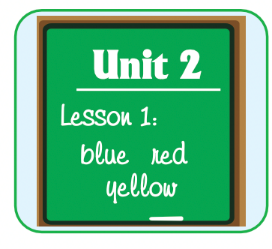 Unit 2
Lesson 1:
blue red
yellow